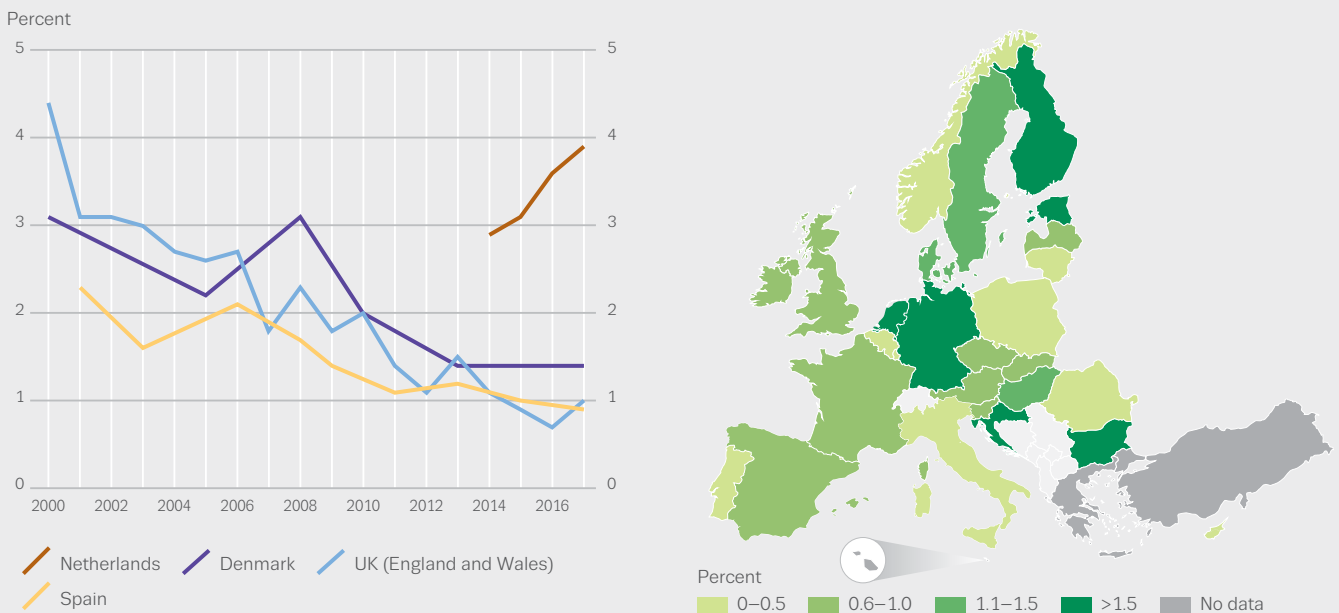 Percent
5
5
4
4
3
3
2
2
1
1
0
0
2000 2002 2004 2006 2008 2010 2012 2014 2016
Netherlands Denmark UK (England and Wales)
Spain
Percent
0–0.5 0.6–1.0 1.1–1.5 >1.5 No data